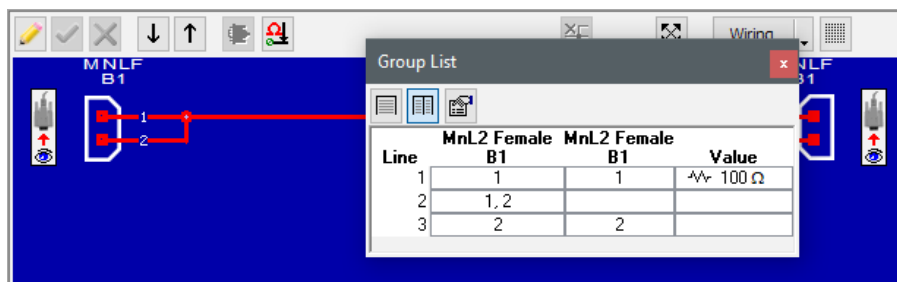 Wiring
MNLF
B1
1
2
NLF
31
Group List
x
MnL2 Female MnL2 Female
Line B1 B1 Value
1 1 1 100 Ω
2 1, 2
3 2 2